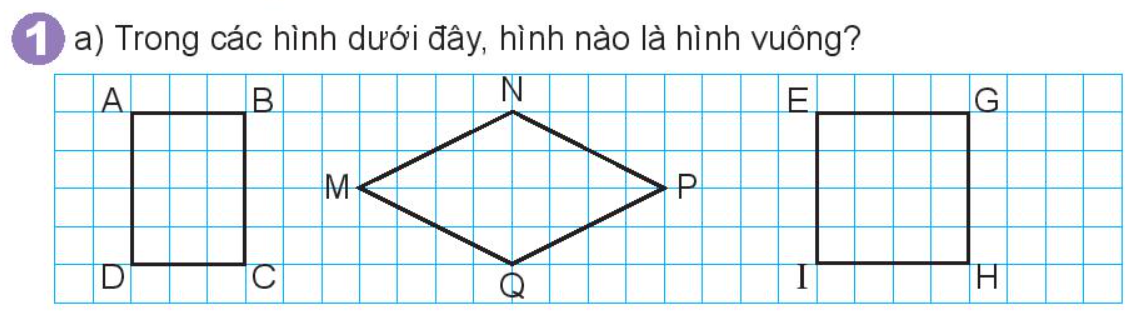 1 a) Trong các hình dưới đây, hình nào là hình vuông?
A B N E G
M P
D C Q I H